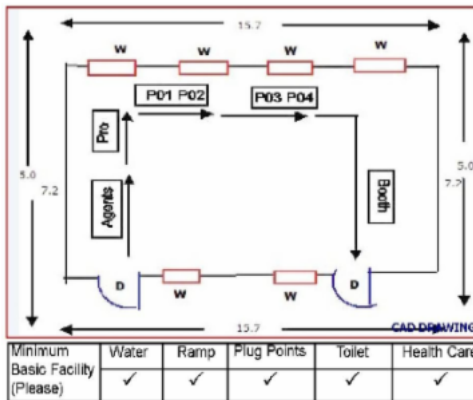 15.7
W W W W
P01 P02 P03 P04
Pro
5.0 7.2
5.0 7.2
Agents
Booth
D W W D
15.7
CAD DRAWING
Minimum Basic Facility (Please) Water Ramp Plug Points Toilet Health Care
✓ ✓ ✓ ✓ ✓